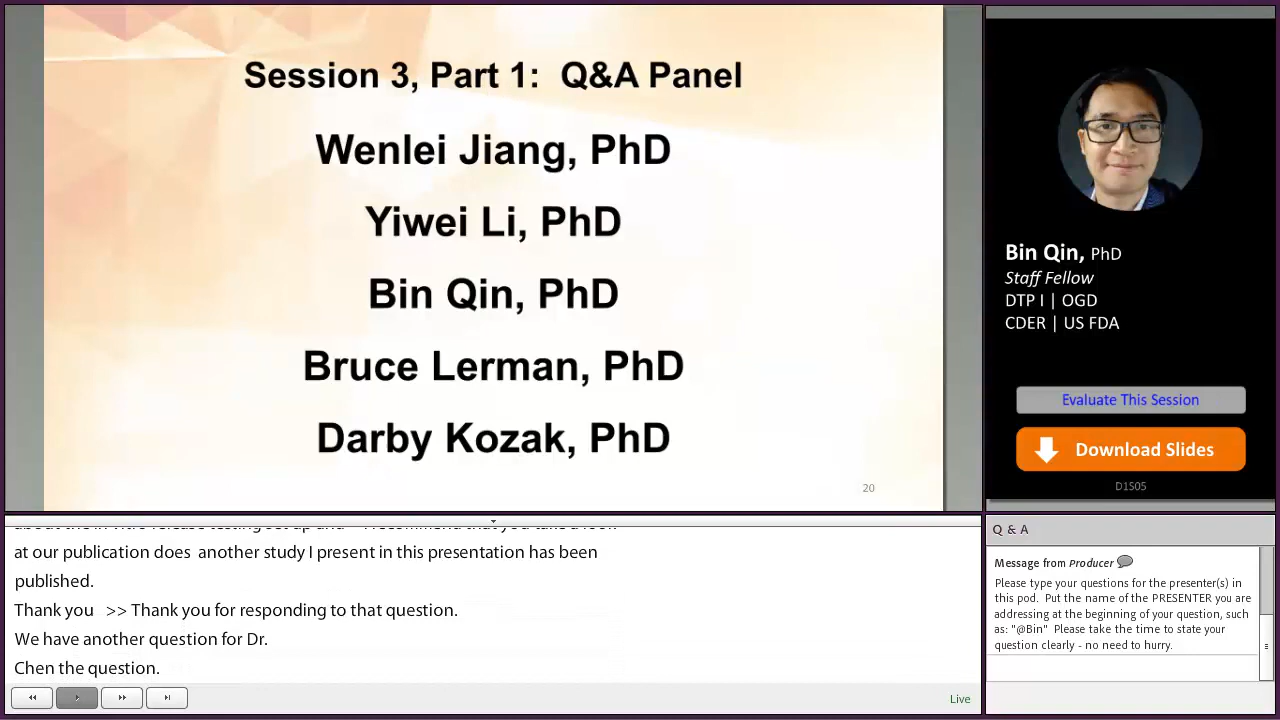 Session 3, Part 1: Q&A Panel
Wenlei Jiang, PhD
Yiwei Li, PhD
Bin Qin, PhD
Bruce Lerman, PhD
Darby Kozak, PhD
20
Bin Qin, PhD
Staff Fellow
DTP I | OGD
CDER | US FDA
Evaluate This Session
Download Slides
D1S05
at our publication does another study I present in this presentation has been
published.
Thank you >> Thank you for responding to that question.
We have another question for Dr.
Chen the question.
Live
Q & A
Message from Producer
Please type your questions for the presenter(s) in
this pod. Put the name of the PRESENTER you are
addressing at the beginning of your question, such
as: "@Bin" Please take the time to state your
question clearly - no need to hurry.